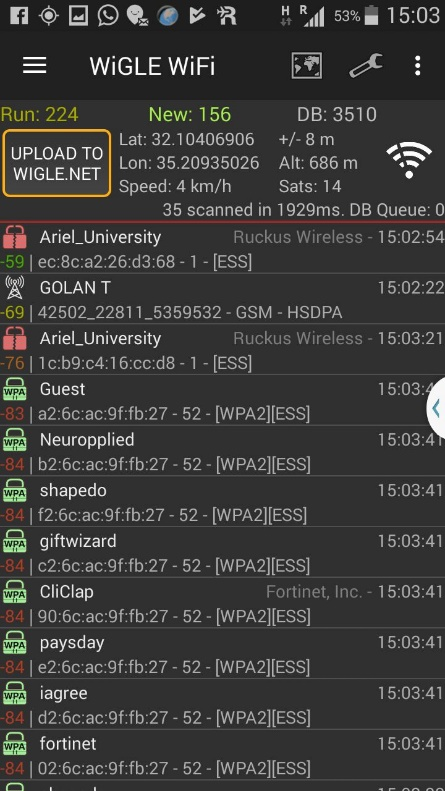 H R 53% 15:03
WiGLE WiFi
Run: 224 New: 156 DB: 3510
UPLOAD TO
WIGLE.NET
Lat: 32.10406906 +/- 8 m
Lon: 35.20935026 Alt: 686 m
Speed: 4 km/h Sats: 14
35 scanned in 1929ms. DB Queue: 0
Ariel_University Ruckus Wireless - 15:02:54
-59 | ec:8c:a2:26:d3:68 - 1 - [ESS]
GOLAN T 15:02:22
-69 | 42502_22811_5359532 - GSM - HSDPA
Ariel_University Ruckus Wireless - 15:03:21
-76 | 1c:b9:c4:16:cc:d8 - 1 - [ESS]
WPA Guest
-83 | a2:6c:ac:9f:fb:27 - 52 - [WPA2][ESS]
WPA Neuropplied 15:03:41
-84 | b2:6c:ac:9f:fb:27 - 52 - [WPA2][ESS]
WPA shapedo 15:03:41
-84 | f2:6c:ac:9f:fb:27 - 52 - [WPA2][ESS]
WPA giftwizard 15:03:41
-84 | c2:6c:ac:9f:fb:27 - 52 - [WPA2][ESS]
WPA CliClap Fortinet, Inc. - 15:03:41
-84 | 90:6c:ac:9f:fb:27 - 52 - [WPA2][ESS]
WPA paysday 15:03:41
-84 | e2:6c:ac:9f:fb:27 - 52 - [WPA2][ESS]
WPA iagree 15:03:41
-84 | d2:6c:ac:9f:fb:27 - 52 - [WPA2][ESS]
WPA fortinet 15:03:41
-84 | 02:6c:ac:9f:fb:27 - 52 - [WPA2][ESS]